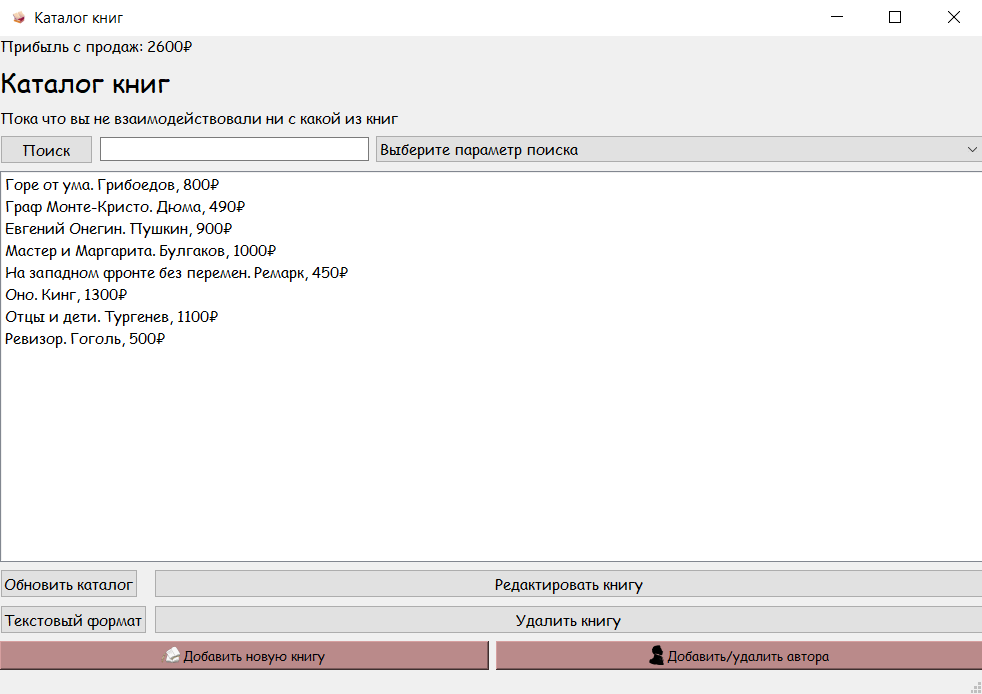 Каталог книг
Прибыль с продаж: 2600₽
Каталог книг
Пока что вы не взаимодействовали ни с какой из книг
Поиск Выберите параметр поиска
Горе от ума. Грибоедов, 800₽
Граф Монте-Кристо. Дюма, 490₽
Евгений Онегин. Пушкин, 900₽
Мастер и Маргарита. Булгаков, 1000₽
На западном фронте без перемен. Ремарк, 450₽
Оно. Кинг, 1300₽
Отцы и дети. Тургенев, 1100₽
Ревизор. Гоголь, 500₽
Обновить каталог Редактировать книгу
Текстовый формат Удалить книгу
Добавить новую книгу Добавить/удалить автора